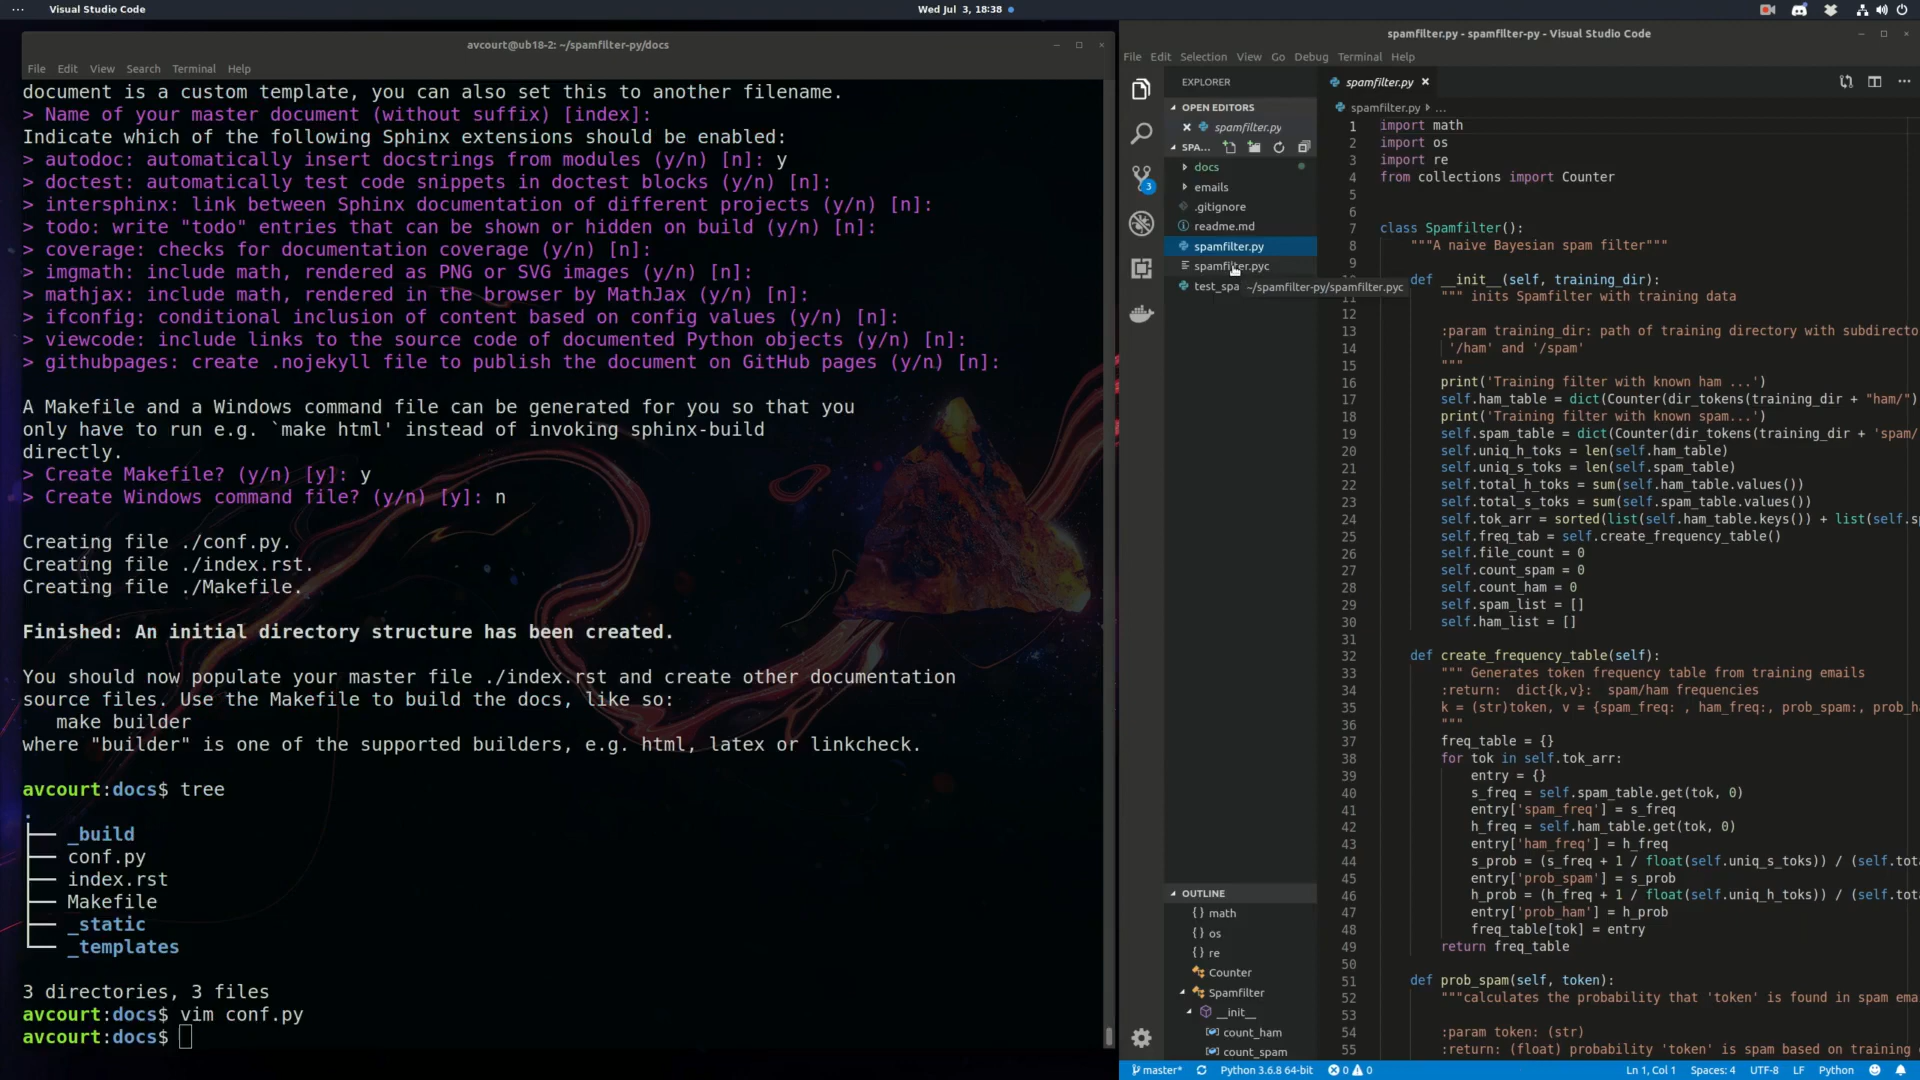 Visual Studio Code
Wed Jul 3, 18:38
avcourt@ub18-2: ~/spamfilter-py/docs
File Edit View Search Terminal Help
document is a custom template, you can also set this to another filename.
> Name of your master document (without suffix) [index]:
Indicate which of the following Sphinx extensions should be enabled:
> autodoc: automatically insert docstrings from modules (y/n) [n]: y
> doctest: automatically test code snippets in doctest blocks (y/n) [n]:
> intersphinx: link between Sphinx documentation of different projects (y/n) [n]:
> todo: write "todo" entries that can be shown or hidden on build (y/n) [n]:
> coverage: checks for documentation coverage (y/n) [n]:
> imgmath: include math, rendered as PNG or SVG images (y/n) [n]:
> mathjax: include math, rendered in the browser by MathJax (y/n) [n]:
> ifconfig: conditional inclusion of content based on config values (y/n) [n]:
> viewcode: include links to the source code of documented Python objects (y/n) [n]:
> githubpages: create .nojekyll file to publish the document on GitHub pages (y/n) [n]:
A Makefile and a Windows command file can be generated for you so that you
only have to run e.g. `make html' instead of invoking sphinx-build
directly.
> Create Makefile? (y/n) [y]: y
> Create Windows command file? (y/n) [y]: n
Creating file ./conf.py.
Creating file ./index.rst.
Creating file ./Makefile.
Finished: An initial directory structure has been created.
You should now populate your master file ./index.rst and create other documentation
source files. Use the Makefile to build the docs, like so:
make builder
where "builder" is one of the supported builders, e.g. html, latex or linkcheck.
avcourt:docs$ tree
.
├── _build
├── conf.py
├── index.rst
├── Makefile
├── _static
└── _templates
3 directories, 3 files
avcourt:docs$ vim conf.py
avcourt:docs$
spamfilter.py - spamfilter-py - Visual Studio Code
File Edit Selection View Go Debug Terminal Help
EXPLORER
OPEN EDITORS
spamfilter.py
SPA...
docs
emails
.gitignore
readme.md
spamfilter.py
spamfilter.pyc
test_spa
~/spamfilter-py/spamfilter.pyc
3
OUTLINE
{} math
{} os
{} re
Counter
Spamfilter
__init__
count_ham
count_spam
spamfilter.py
spamfilter.py ...
1 import math
2 import os
3 import re
4 from collections import Counter
5
6
7 class Spamfilter():
8 """A naive Bayesian spam filter"""
9
10 def __init__(self, training_dir):
11 """ inits Spamfilter with training data
12
13 :param training_dir: path of training directory with subdirecto
14 '/ham' and '/spam'
15 """
16 print('Training filter with known ham ...')
17 self.ham_table = dict(Counter(dir_tokens(training_dir + "ham/")
18 print('Training filter with known spam...')
19 self.spam_table = dict(Counter(dir_tokens(training_dir + 'spam/
20 self.uniq_h_toks = len(self.ham_table)
21 self.uniq_s_toks = len(self.spam_table)
22 self.total_h_toks = sum(self.ham_table.values())
23 self.total_s_toks = sum(self.spam_table.values())
24 self.tok_arr = sorted(list(self.ham_table.keys()) + list(self.s
25 self.freq_tab = self.create_frequency_table()
26 self.file_count = 0
27 self.count_spam = 0
28 self.count_ham = 0
29 self.spam_list = []
30 self.ham_list = []
31
32 def create_frequency_table(self):
33 """ Generates token frequency table from training emails
34 :return: dict{k,v}: spam/ham frequencies
35 k = (str)token, v = {spam_freq: , ham_freq:, prob_spam:, prob_h
36 """
37 freq_table = {}
38 for tok in self.tok_arr:
39 entry = {}
40 s_freq = self.spam_table.get(tok, 0)
41 entry['spam_freq'] = s_freq
42 h_freq = self.ham_table.get(tok, 0)
43 entry['ham_freq'] = h_freq
44 s_prob = (s_freq + 1 / float(self.uniq_s_toks)) / (self.tot
45 entry['prob_spam'] = s_prob
46 h_prob = (h_freq + 1 / float(self.uniq_h_toks)) / (self.tot
47 entry['prob_ham'] = h_prob
48 freq_table[tok] = entry
49 return freq_table
50
51 def prob_spam(self, token):
52 """calculates the probability that 'token' is found in spam ema
53
54 :param token: (str)
55 :return: (float) probability 'token' is spam based on training
master* Python 3.6.8 64-bit 0 0 Ln 1, Col 1 Spaces: 4 UTF-8 LF Python